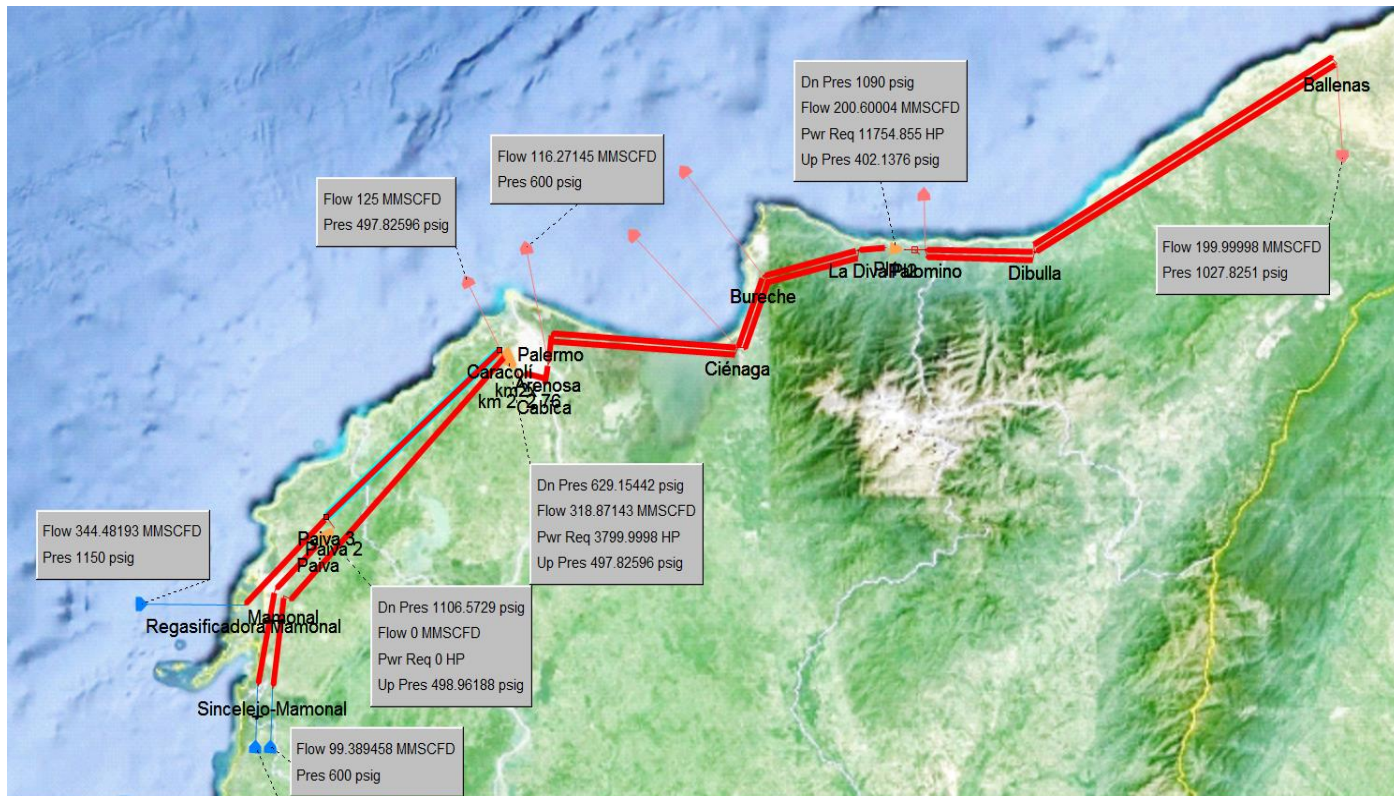 Dn Pres 1090 psig
Flow 200.60004 MMSCFD
Pwr Req 11754.855 HP
Up Pres 402.1376 psig
Ballenas
Flow 116.27145 MMSCFD
Pres 600 psig
Flow 125 MMSCFD
Pres 497.82596 psig
Flow 199.99998 MMSCFD
Pres 1027.8251 psig
La Diva
Palomino
Dibulla
Bureche
Palermo
Ciénaga
Caracolí
Arenosa
Cabica
Dn Pres 629.15442 psig
Flow 318.87143 MMSCFD
Pwr Req 3799.9998 HP
Up Pres 497.82596 psig
Flow 344.48193 MMSCFD
Pres 1150 psig
Paiva 3
Paiva 2
Paiva
Mamonal
Regasificadora Mamonal
Dn Pres 1106.5729 psig
Flow 0 MMSCFD
Pwr Req 0 HP
Up Pres 498.96188 psig
Sincelejo-Mamonal
Flow 99.389458 MMSCFD
Pres 600 psig